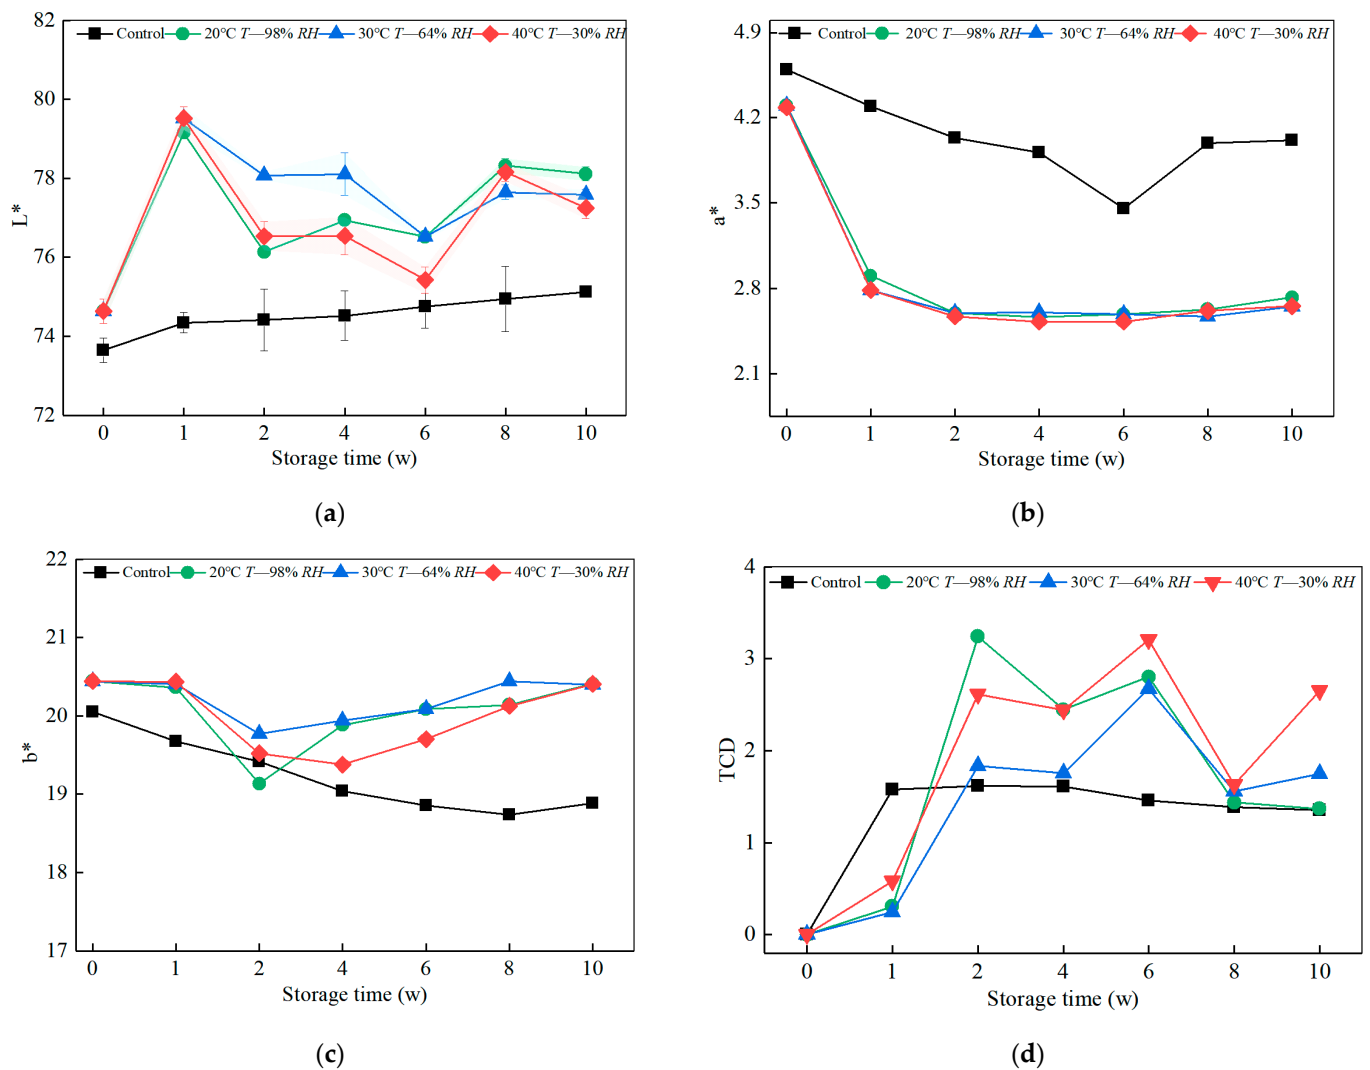 82
80
78
76
74
72
L*
Control 20℃ T—98% RH 30℃ T—64% RH 40℃ T—30% RH
0 1 2 4 6 8 10
Storage time (w)
(a)
4.9
4.2
3.5
2.8
2.1
a*
Control 20℃ T—98% RH 30℃ T—64% RH 40℃ T—30% RH
0 1 2 4 6 8 10
Storage time (w)
(b)
22
21
20
19
18
17
b*
Control 20℃ T—98% RH 30℃ T—64% RH 40℃ T—30% RH
0 1 2 4 6 8 10
Storage time (w)
(c)
4
3
2
1
0
TCD
Control 20℃ T—98% RH 30℃ T—64% RH 40℃ T—30% RH
0 1 2 4 6 8 10
Storage time (w)
(d)